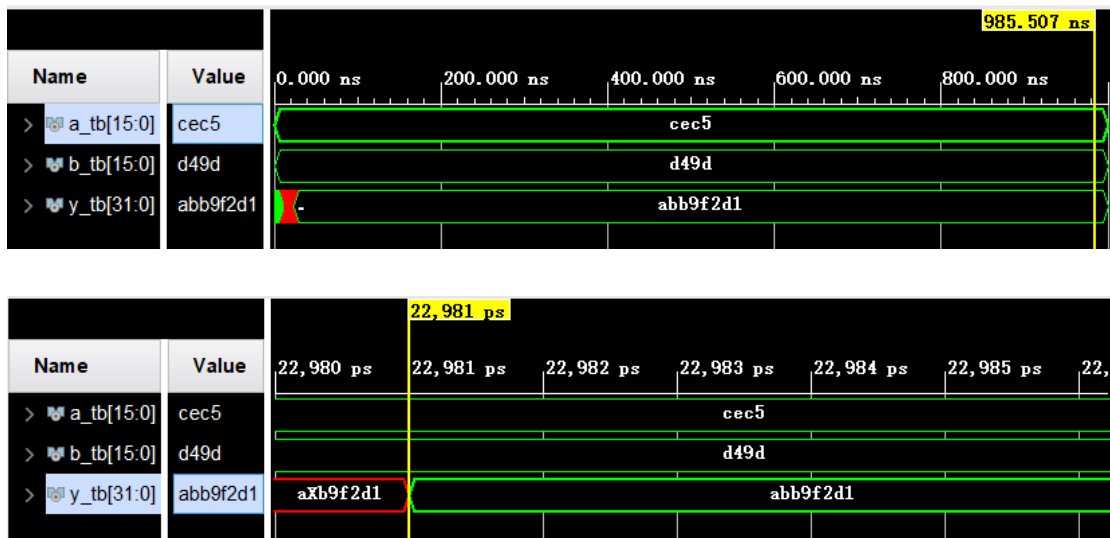 985.507 ns
Name Value 0.000 ns 200.000 ns 400.000 ns 600.000 ns 800.000 ns
> a_tb[15:0] cec5 cec5
> b_tb[15:0] d49d d49d
> y_tb[31:0] abb9f2d1 - abb9f2d1
22,981 ps
Name Value 22,980 ps 22,981 ps 22,982 ps 22,983 ps 22,984 ps 22,985 ps 22,
> a_tb[15:0] cec5 cec5
> b_tb[15:0] d49d d49d
> y_tb[31:0] abb9f2d1 aXb9f2d1 abb9f2d1